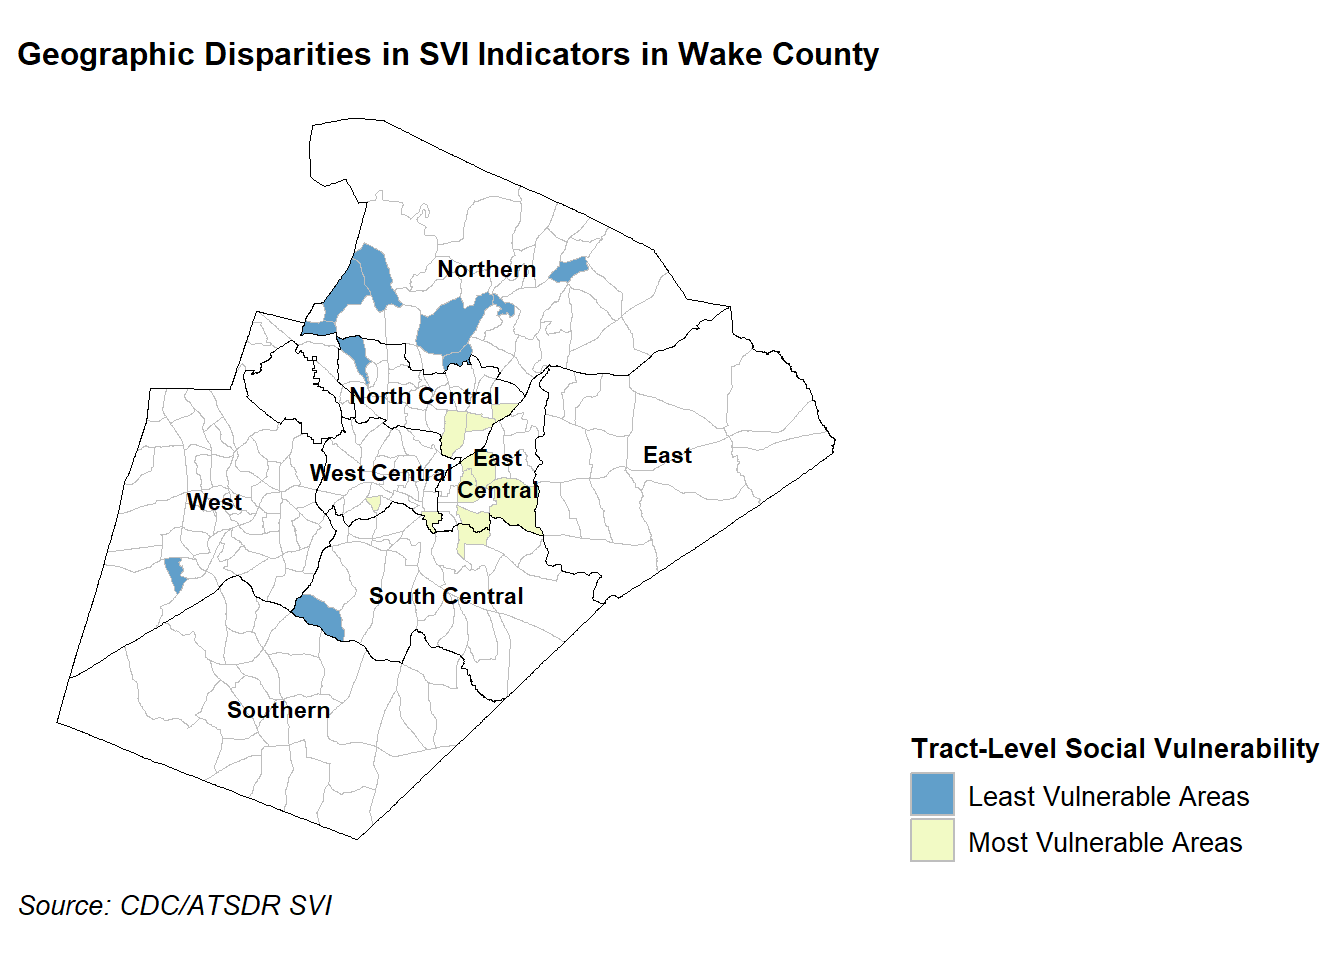 Geographic Disparities in SVI Indicators in Wake County
Northern
North Central
East
West Central
East
Central
West
South Central
Southern
Tract-Level Social Vulnerability
Least Vulnerable Areas
Most Vulnerable Areas
Source: CDC/ATSDR SVI